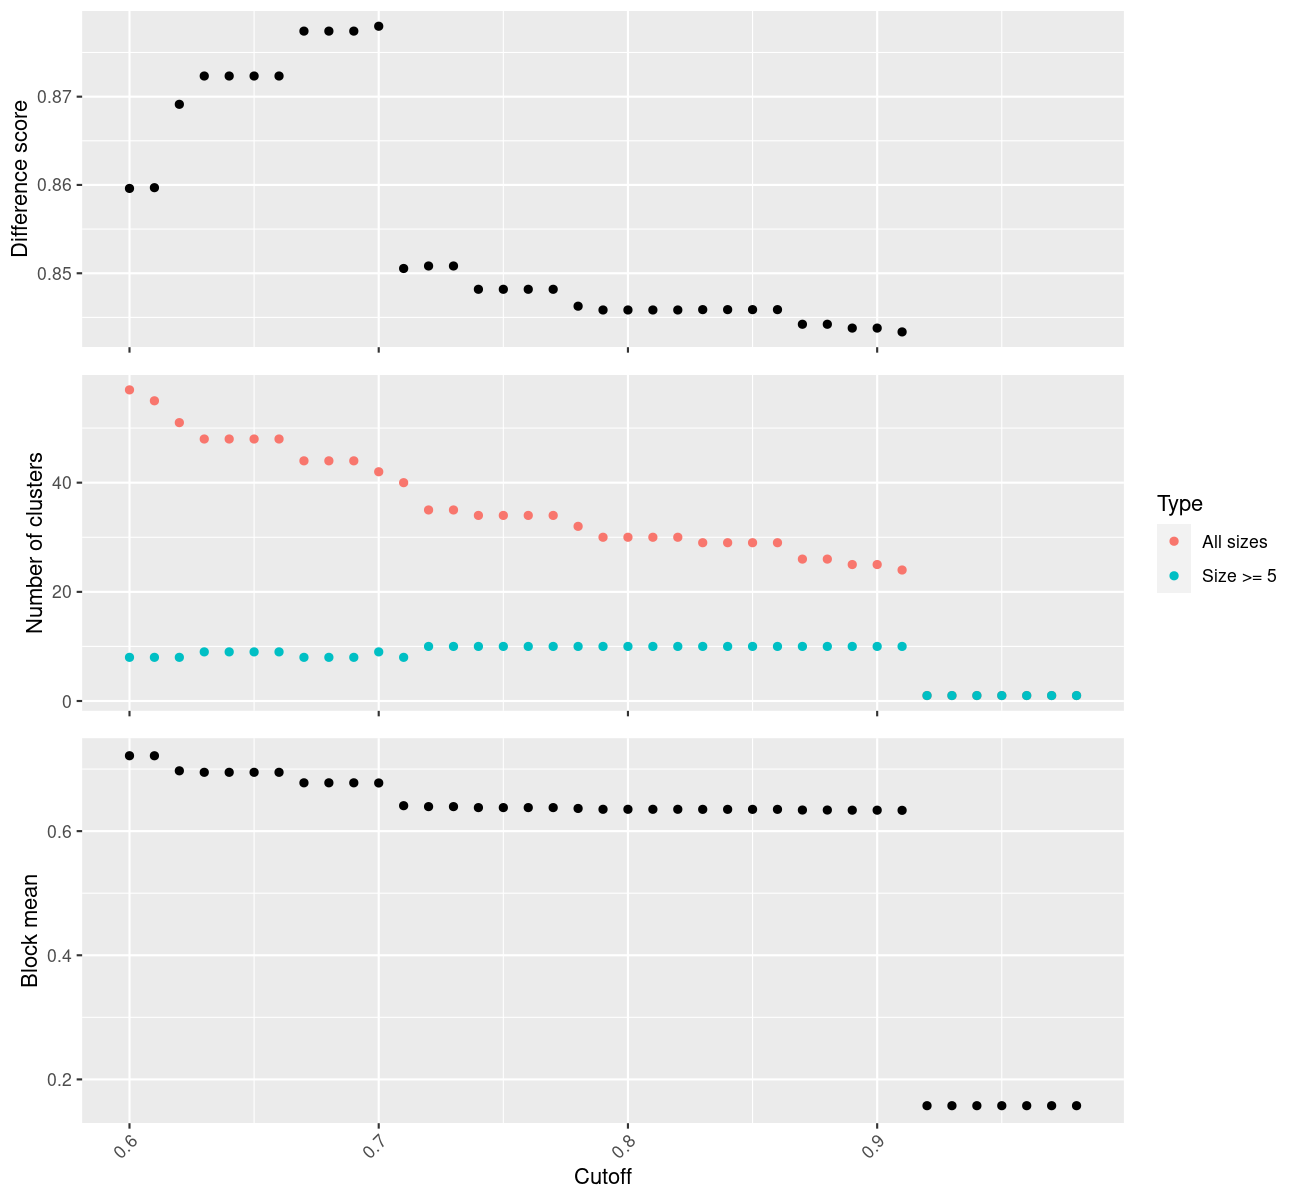 Difference score
0.87
0.86
0.85
Number of clusters
40
20
0
Type
All sizes
Size >= 5
Block mean
0.6
0.4
0.2
0.6
0.7
0.8
0.9
Cutoff